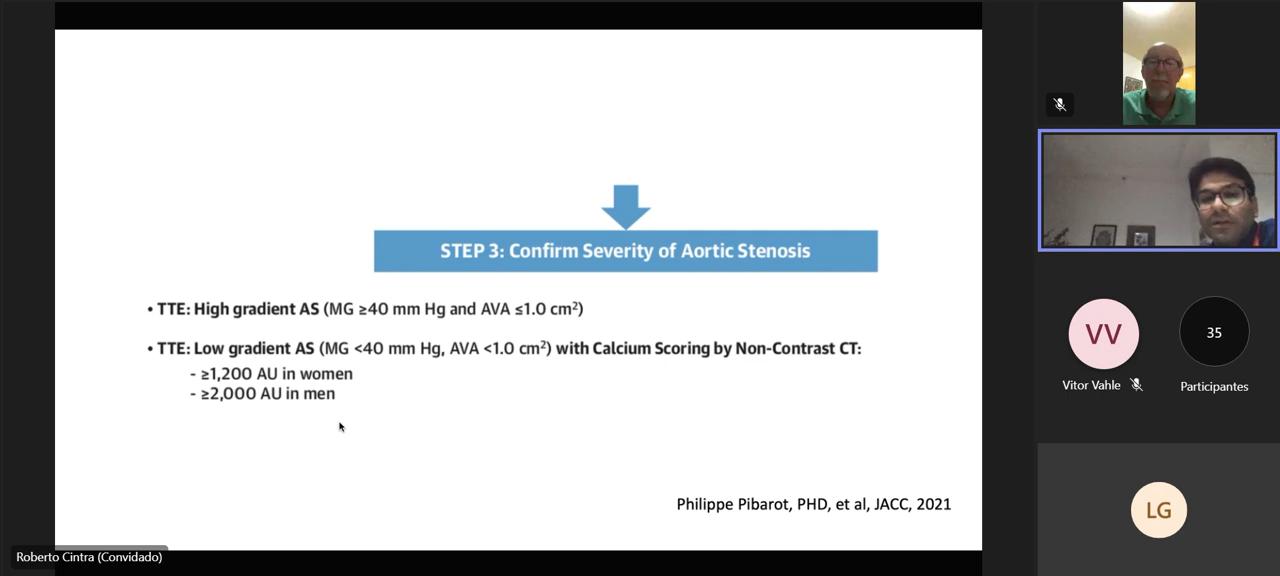 STEP 3: Confirm Severity of Aortic Stenosis
• TTE: High gradient AS (MG ≥40 mm Hg and AVA ≤1.0 cm²)
• TTE: Low gradient AS (MG <40 mm Hg, AVA <1.0 cm²) with Calcium Scoring by Non-Contrast CT:
- ≥1,200 AU in women
- ≥2,000 AU in men
Philippe Pibarot, PHD, et al, JACC, 2021
Roberto Cintra (Convidado)
VV
Vitor Vahle
35
Participantes
LG